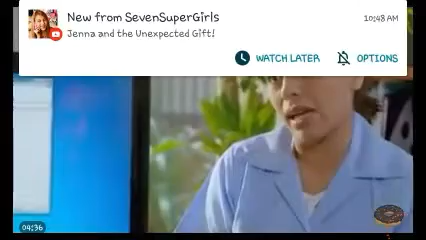 New from SevenSuperGirls
10:48 AM
Jenna and the Unexpected Gift!
WATCH LATER
OPTIONS
04:36